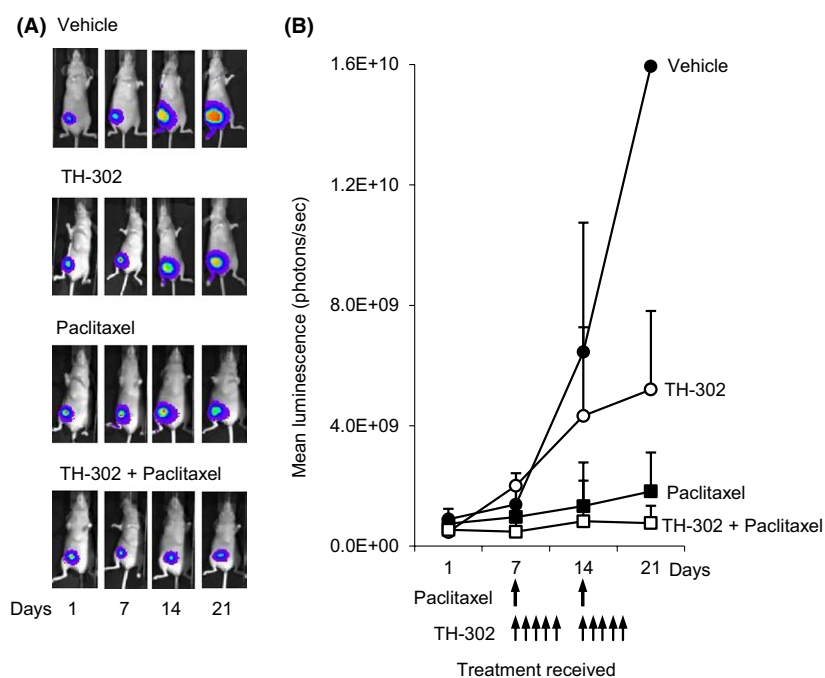 (A) Vehicle
TH-302
Paclitaxel
TH-302 + Paclitaxel
Days 1 7 14 21
(B)
Mean luminescence (photons/sec)
1.6E+10
1.2E+10
8.0E+09
4.0E+09
0.0E+00
Vehicle
TH-302
Paclitaxel
TH-302 + Paclitaxel
1 7 14 21 Days
Paclitaxel
TH-302
Treatment received